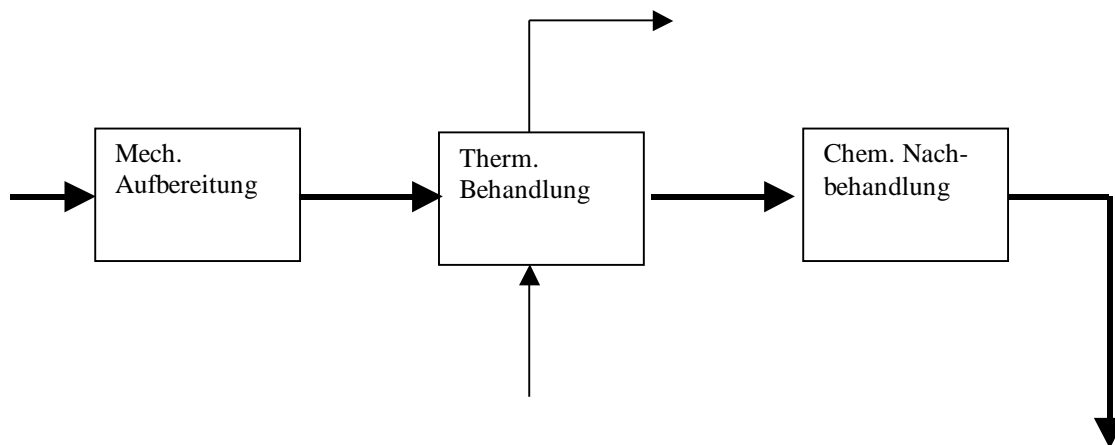 Mech.
Aufbereitung
Therm.
Behandlung
Chem. Nach-
behandlung